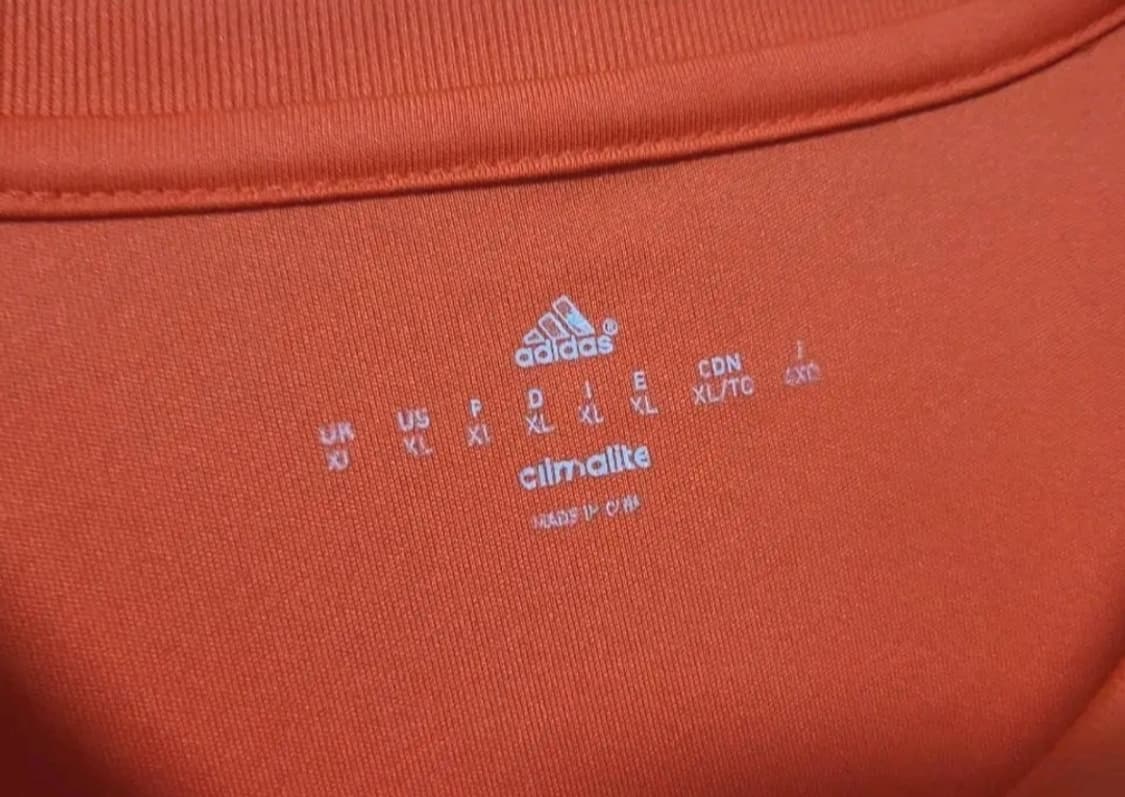 adidas®
UK US P D I E CDN J
XL XL XL XL XL XL XL/TG
climalite
MADE IN